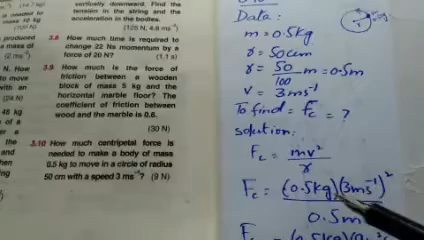 vertically downward. Find the
tension in the string and the
acceleration in the bodies.
(125 N, 4.8 ms⁻²)
3.8 How much time is required to
change 22 Ns momentum by a
force of 20 N? (1.1 s)
3.9 How much is the force of
friction between a wooden
block of mass 5 kg and the
horizontal marble floor? The
coefficient of friction between
wood and the marble is 0.6.
(30 N)
3.10 How much centripetal force is
needed to make a body of mass
0.5 kg to move in a circle of radius
50 cm with a speed 3 ms⁻¹? (9 N)
Data:
m = 0.5kg
r = 50cm
r = 50/100 m = 0.5m
v = 3ms⁻¹
To find = Fc = ?
solution:
Fc = mv²/r
Fc = (0.5kg)(3ms⁻¹)²/0.5m